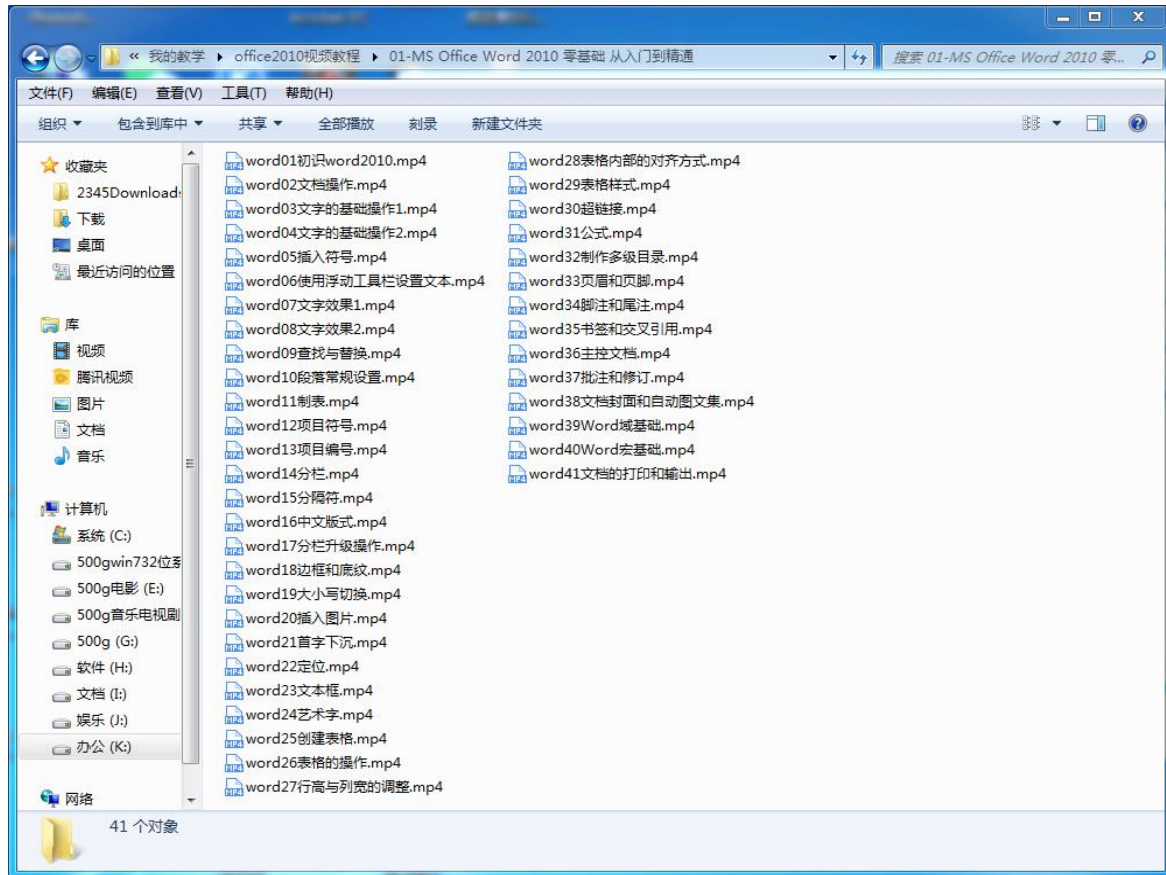 « 我的教学 ▸ office2010视频教程 ▸ 01-MS Office Word 2010 零基础 从入门到精通
搜索 01-MS Office Word 2010 零...
文件(F) 编辑(E) 查看(V) 工具(T) 帮助(H)
组织 包含到库中 共享 全部播放 刻录 新建文件夹
收藏夹
2345Downloads
下载
桌面
最近访问的位置
库
视频
腾讯视频
图片
文档
音乐
计算机
系统 (C:)
500gwin732位系
500g电影 (E:)
500g音乐电视剧
500g (G:)
软件 (H:)
文档 (I:)
娱乐 (J:)
办公 (K:)
网络
word01初识word2010.mp4
word02文档操作.mp4
word03文字的基础操作1.mp4
word04文字的基础操作2.mp4
word05插入符号.mp4
word06使用浮动工具栏设置文本.mp4
word07文字效果1.mp4
word08文字效果2.mp4
word09查找与替换.mp4
word10段落常规设置.mp4
word11制表.mp4
word12项目符号.mp4
word13项目编号.mp4
word14分栏.mp4
word15分隔符.mp4
word16中文版式.mp4
word17分栏升级操作.mp4
word18边框和底纹.mp4
word19大小写切换.mp4
word20插入图片.mp4
word21首字下沉.mp4
word22定位.mp4
word23文本框.mp4
word24艺术字.mp4
word25创建表格.mp4
word26表格的操作.mp4
word27行高与列宽的调整.mp4
word28表格内部的对齐方式.mp4
word29表格样式.mp4
word30超链接.mp4
word31公式.mp4
word32制作多级目录.mp4
word33页眉和页脚.mp4
word34脚注和尾注.mp4
word35书签和交叉引用.mp4
word36主控文档.mp4
word37批注和修订.mp4
word38文档封面和自动图文集.mp4
word39Word域基础.mp4
word40Word宏基础.mp4
word41文档的打印和输出.mp4
41 个对象